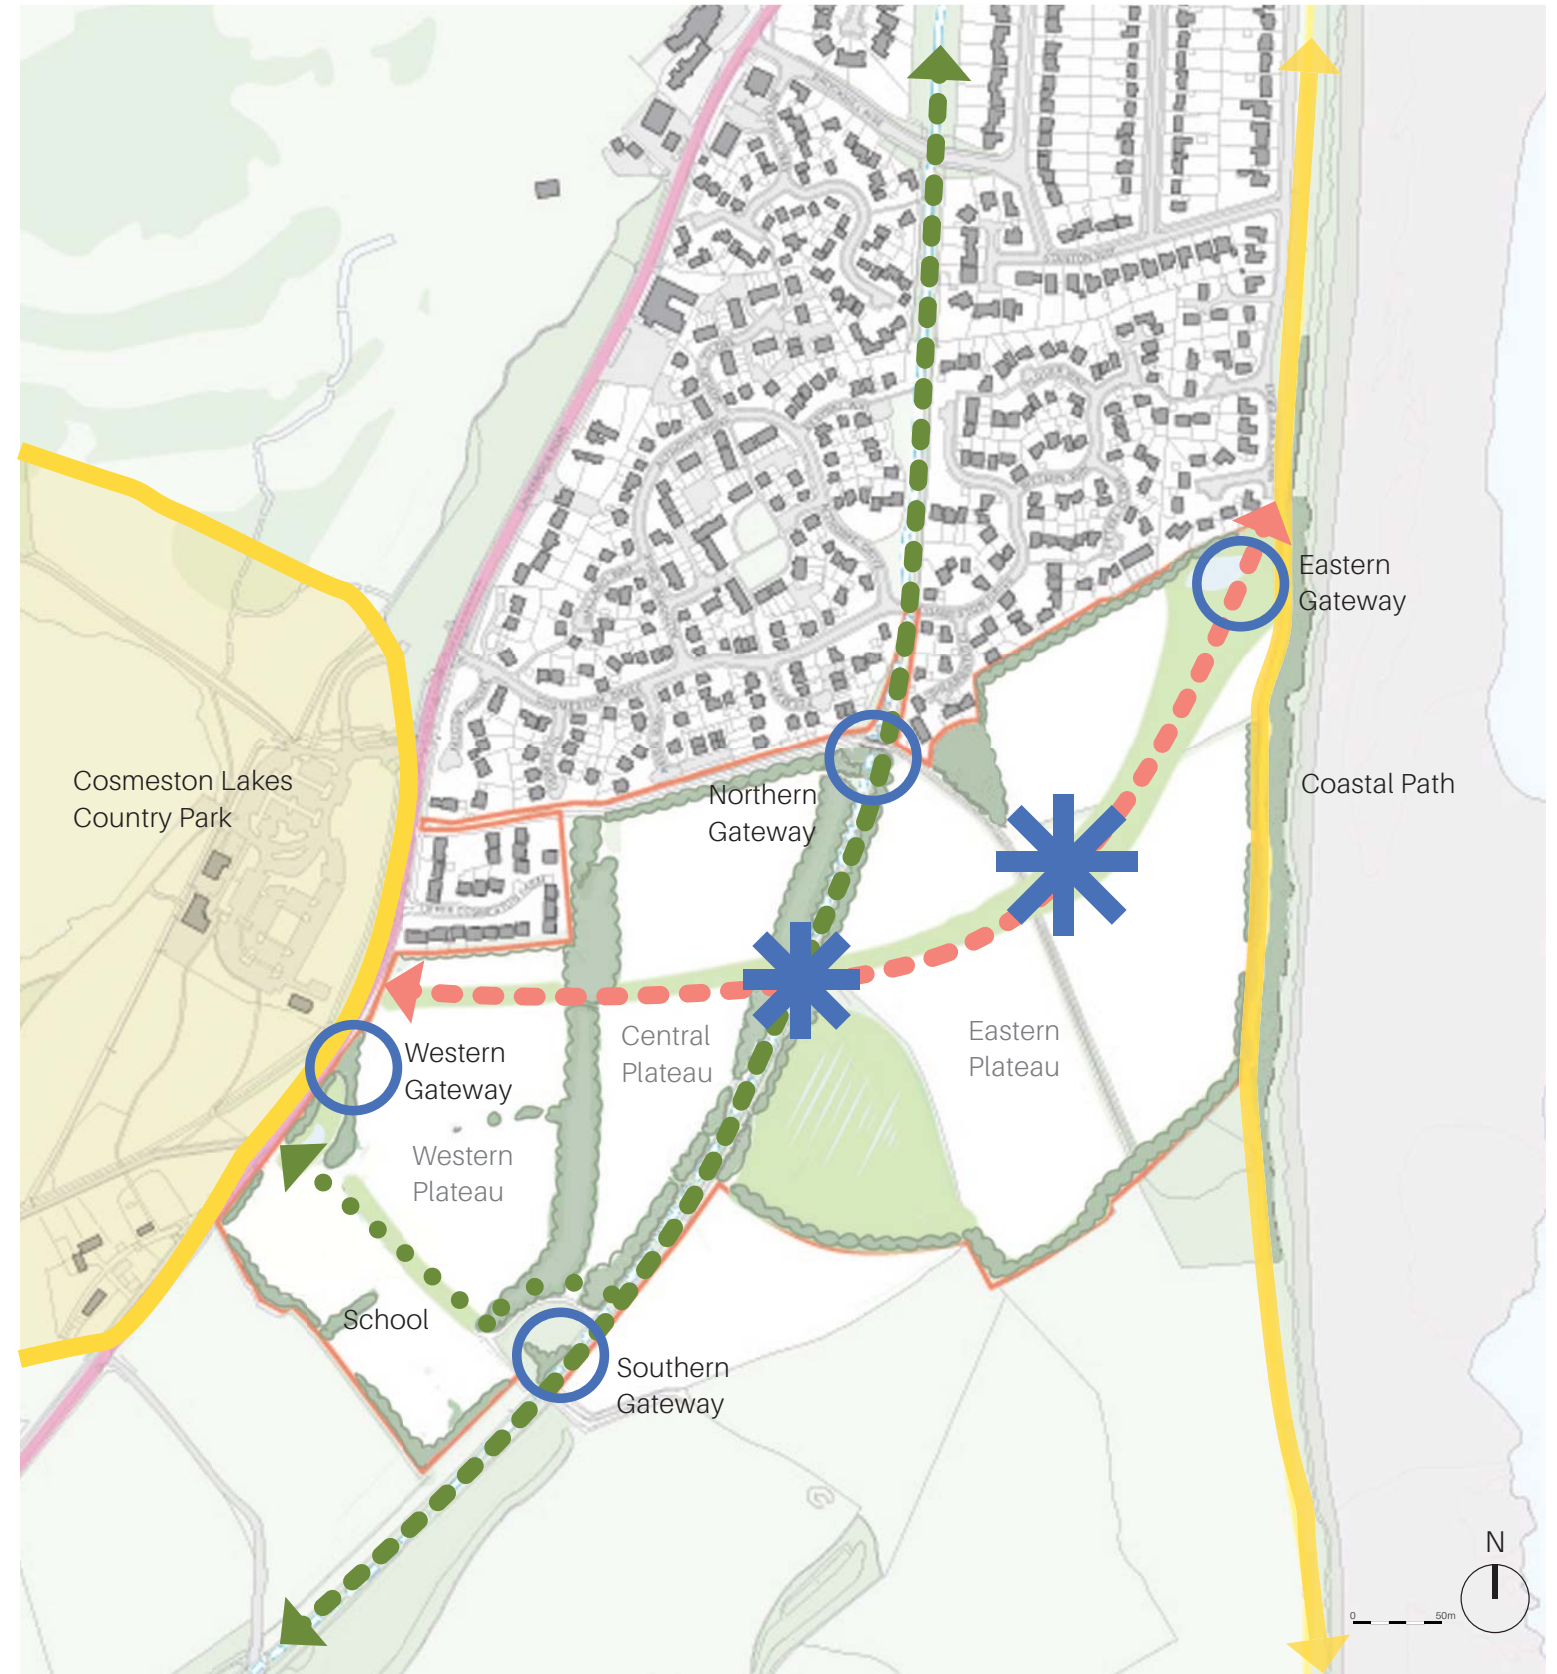 Eastern
Gateway
Cosmeston Lakes
Country Park
Coastal Path
Northern
Gateway
Eastern
Plateau
Central
Plateau
Western
Gateway
Western
Plateau
School
Southern
Gateway
N
0
50m